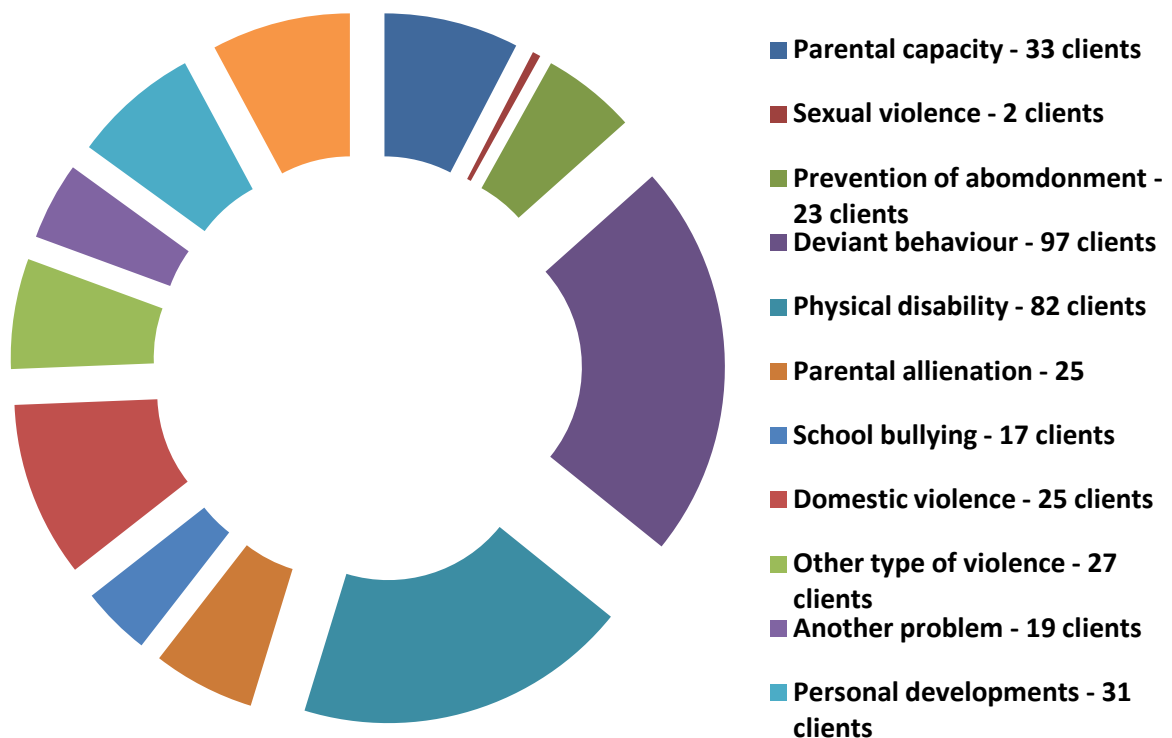 Parental capacity - 33 clients
Sexual violence - 2 clients
Prevention of abomdonment -
23 clients
Deviant behaviour - 97 clients
Physical disability - 82 clients
Parental allienation - 25
School bullying - 17 clients
Domestic violence - 25 clients
Other type of violence - 27
clients
Another problem - 19 clients
Personal developments - 31
clients